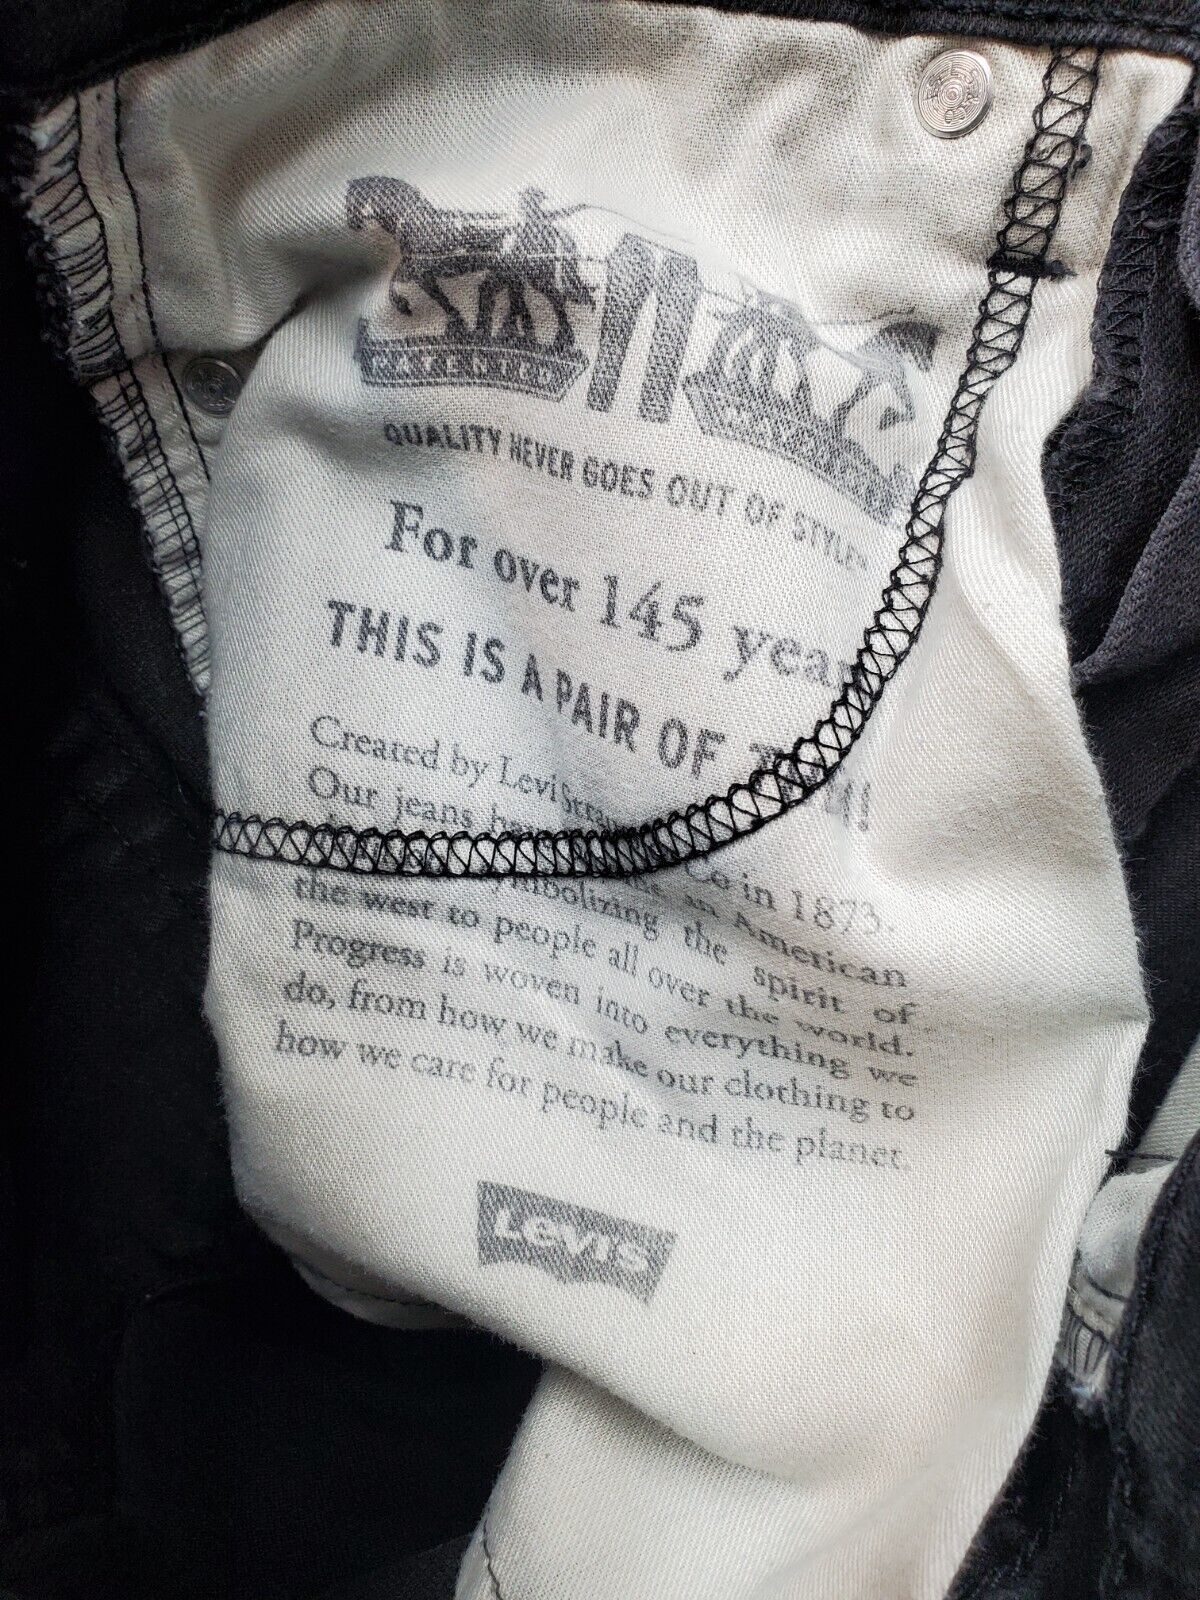 PATENTED
QUALITY NEVER GOES OUT OF STYLE
For over 145 year
THIS IS A PAIR OF
Created by Levi Strauss Co in 1873.
Our jeans an American
symbolizing the spirit of
the west to people all over the world.
Progress is woven into everything we
do, from how we make our clothing to
how we care for people and the planet.
Levi's